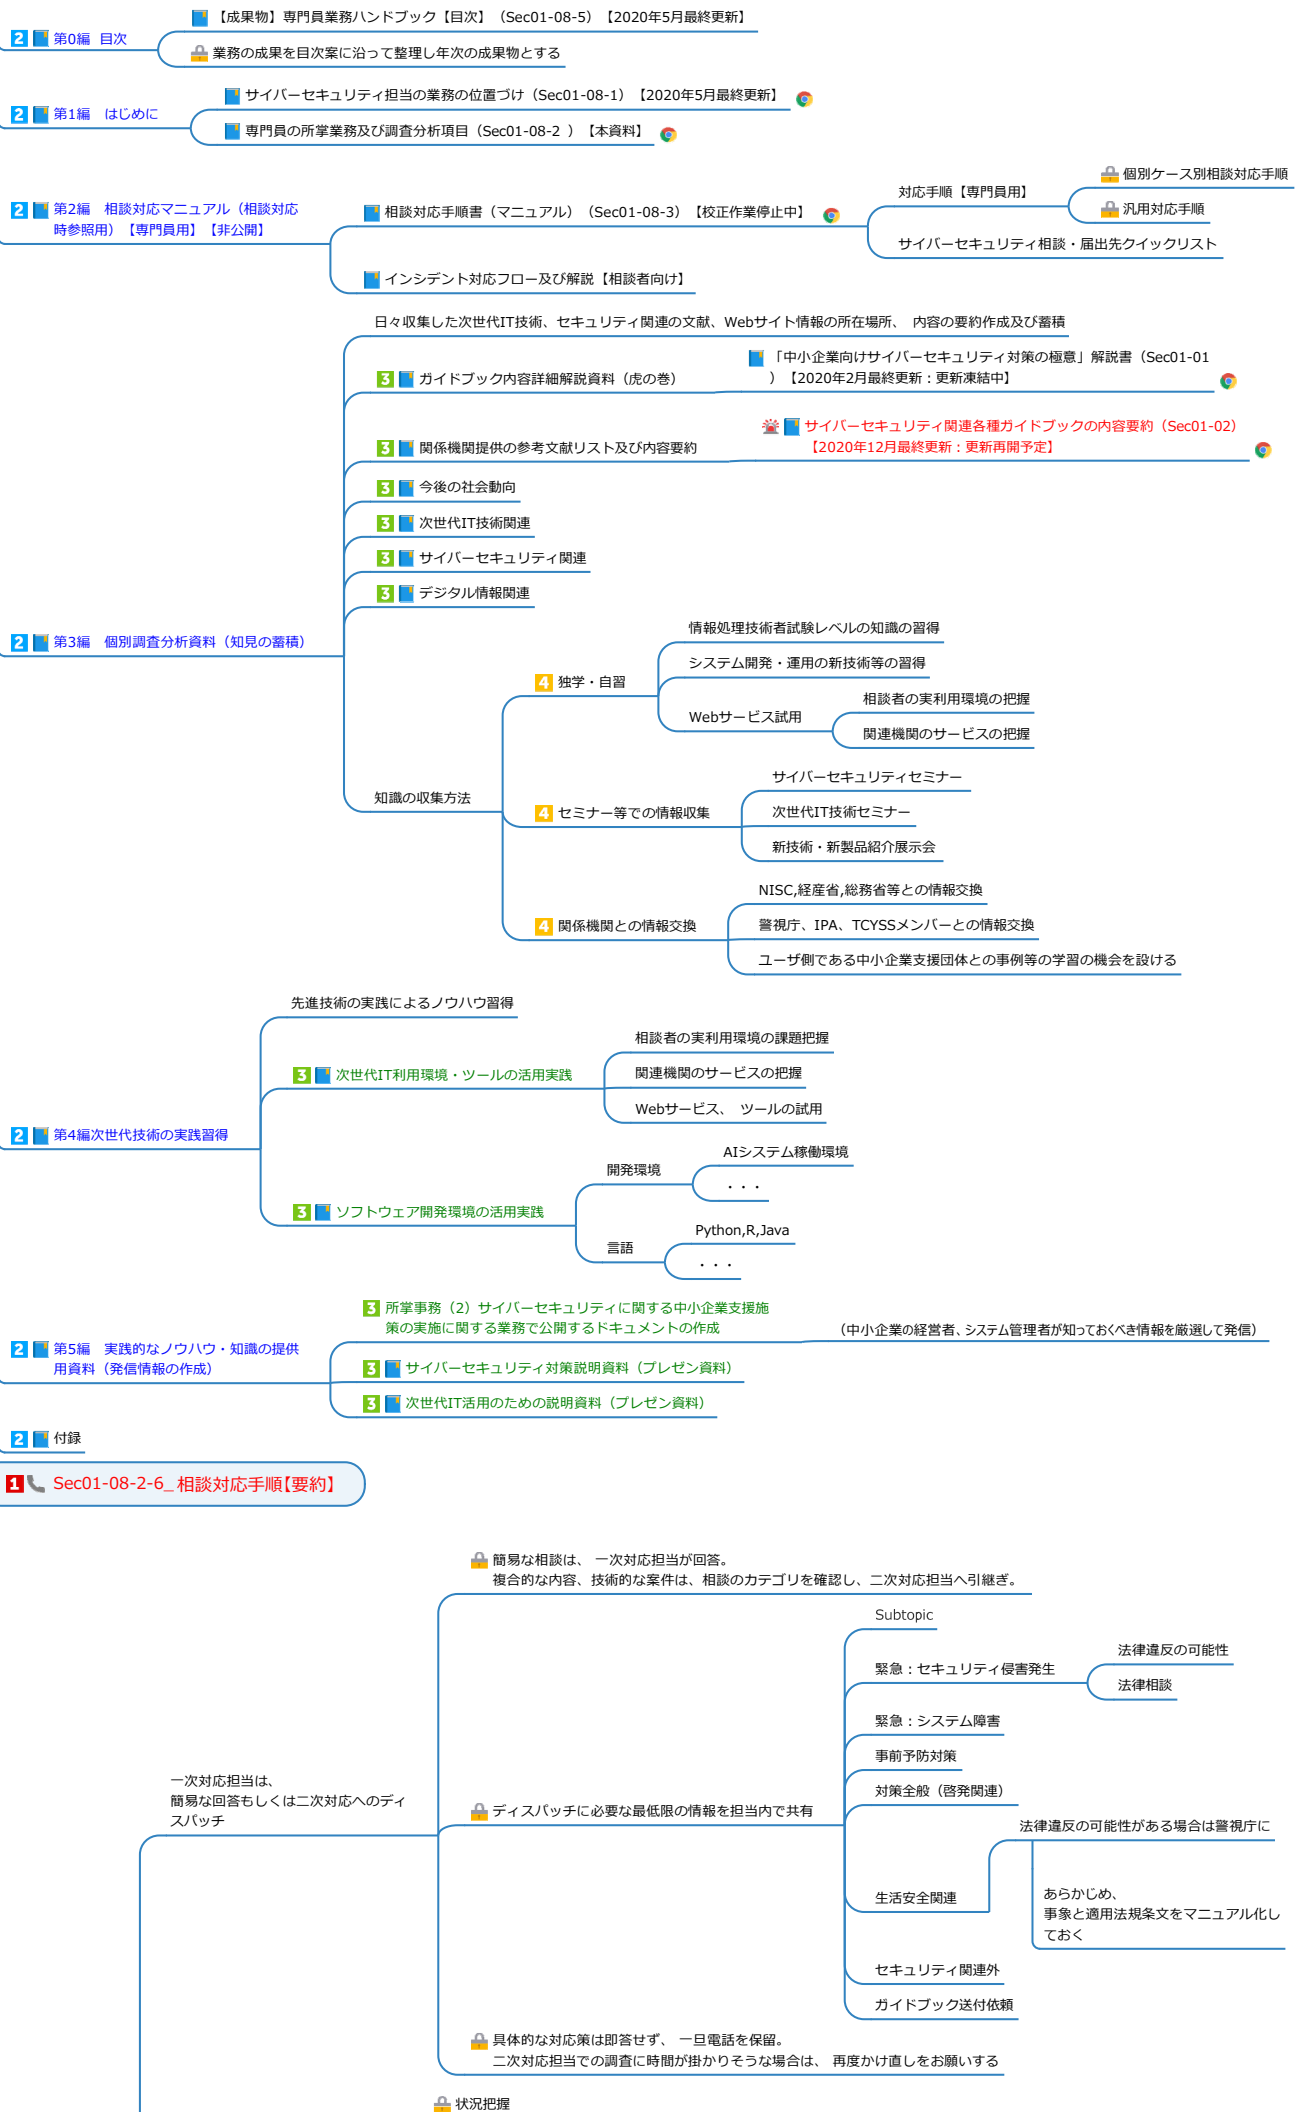 【成果物】専門員業務ハンドブック【目次】（Sec01-08-5）【2020年5月最終更新】
2 第0編 目次
業務の成果を目次案に沿って整理し年次の成果物とする
サイバーセキュリティ担当の業務の位置づけ（Sec01-08-1）【2020年5月最終更新】
2 第1編　はじめに
専門員の所掌業務及び調査分析項目（Sec01-08-2 ）【本資料】
個別ケース別相談対応手順
対応手順【専門員用】
汎用対応手順
2 第2編　相談対応マニュアル（相談対応
時参照用）【専門員用】【非公開】
相談対応手順書（マニュアル）（Sec01-08-3）【校正作業停止中】
サイバーセキュリティ相談・届出先クイックリスト
インシデント対応フロー及び解説【相談者向け】
日々収集した次世代IT技術、セキュリティ関連の文献、Webサイト情報の所在場所、 内容の要約作成及び蓄積
3 ガイドブック内容詳細解説資料（虎の巻）
「中小企業向けサイバーセキュリティ対策の極意」解説書（Sec01-01
）【2020年2月最終更新：更新凍結中】
3 関係機関提供の参考文献リスト及び内容要約
サイバーセキュリティ関連各種ガイドブックの内容要約（Sec01-02）
【2020年12月最終更新：更新再開予定】
3 今後の社会動向
3 次世代IT技術関連
3 サイバーセキュリティ関連
3 デジタル情報関連
2 第3編　個別調査分析資料（知見の蓄積）
情報処理技術者試験レベルの知識の習得
4 独学・自習
システム開発・運用の新技術等の習得
Webサービス試用
相談者の実利用環境の把握
関連機関のサービスの把握
知識の収集方法
サイバーセキュリティセミナー
4 セミナー等での情報収集
次世代IT技術セミナー
新技術・新製品紹介展示会
NISC,経産省,総務省等との情報交換
4 関係機関との情報交換
警視庁、IPA、TCYSSメンバーとの情報交換
ユーザ側である中小企業支援団体との事例等の学習の機会を設ける
先進技術の実践によるノウハウ習得
相談者の実利用環境の課題把握
3 次世代IT利用環境・ツールの活用実践
関連機関のサービスの把握
Webサービス、 ツールの試用
2 第4編次世代技術の実践習得
AIシステム稼働環境
開発環境
・・・
3 ソフトウェア開発環境の活用実践
Python,R,Java
言語
・・・
3 所掌事務（2）サイバーセキュリティに関する中小企業支援施
策の実施に関する業務で公開するドキュメントの作成
（中小企業の経営者、システム管理者が知っておくべき情報を厳選して発信）
2 第5編　実践的なノウハウ・知識の提供
用資料（発信情報の作成）
3 サイバーセキュリティ対策説明資料（プレゼン資料）
3 次世代IT活用のための説明資料（プレゼン資料）
2 付録
1 Sec01-08-2-6_相談対応手順【要約】
簡易な相談は、 一次対応担当が回答。
複合的な内容、技術的な案件は、相談のカテゴリを確認し、二次対応担当へ引継ぎ。
Subtopic
緊急：セキュリティ侵害発生
法律違反の可能性
法律相談
緊急：システム障害
事前予防対策
一次対応担当は、
簡易な回答もしくは二次対応へのディ
スパッチ
対策全般（啓発関連）
ディスパッチに必要な最低限の情報を担当内で共有
法律違反の可能性がある場合は警視庁に
生活安全関連
あらかじめ、
事象と適用法規条文をマニュアル化し
ておく
セキュリティ関連外
ガイドブック送付依頼
具体的な対応策は即答せず、 一旦電話を保留。
二次対応担当での調査に時間が掛かりそうな場合は、 再度かけ直しをお願いする
状況把握